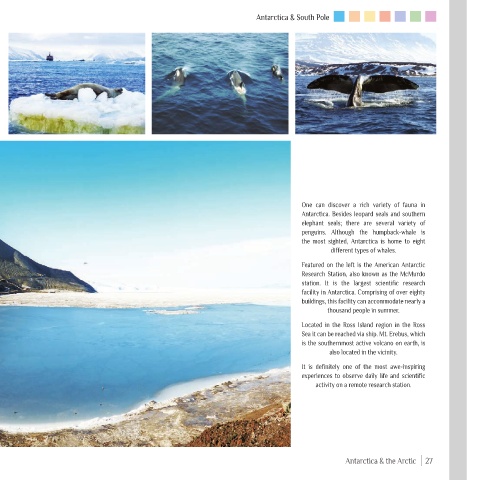 Antarctica & South Pole
One can discover a rich variety of fauna in
Antarctica. Besides leopard seals and southern
elephant seals; there are several variety of
penguins. Although the humpback-whale is
the most sighted, Antarctica is home to eight
different types of whales.
Featured on the left is the American Antarctic
Research Station, also known as the McMurdo
station. It is the largest scientific research
facility in Antarctica. Comprising of over eighty
buildings, this facility can accommodate nearly a
thousand people in summer.
Located in the Ross Island region in the Ross
Sea it can be reached via ship. Mt. Erebus, which
is the southernmost active volcano on earth, is
also located in the vicinity.
It is definitely one of the most awe-inspiring
experiences to observe daily life and scientific
activity on a remote research station.
Antarctica & the Arctic | 27